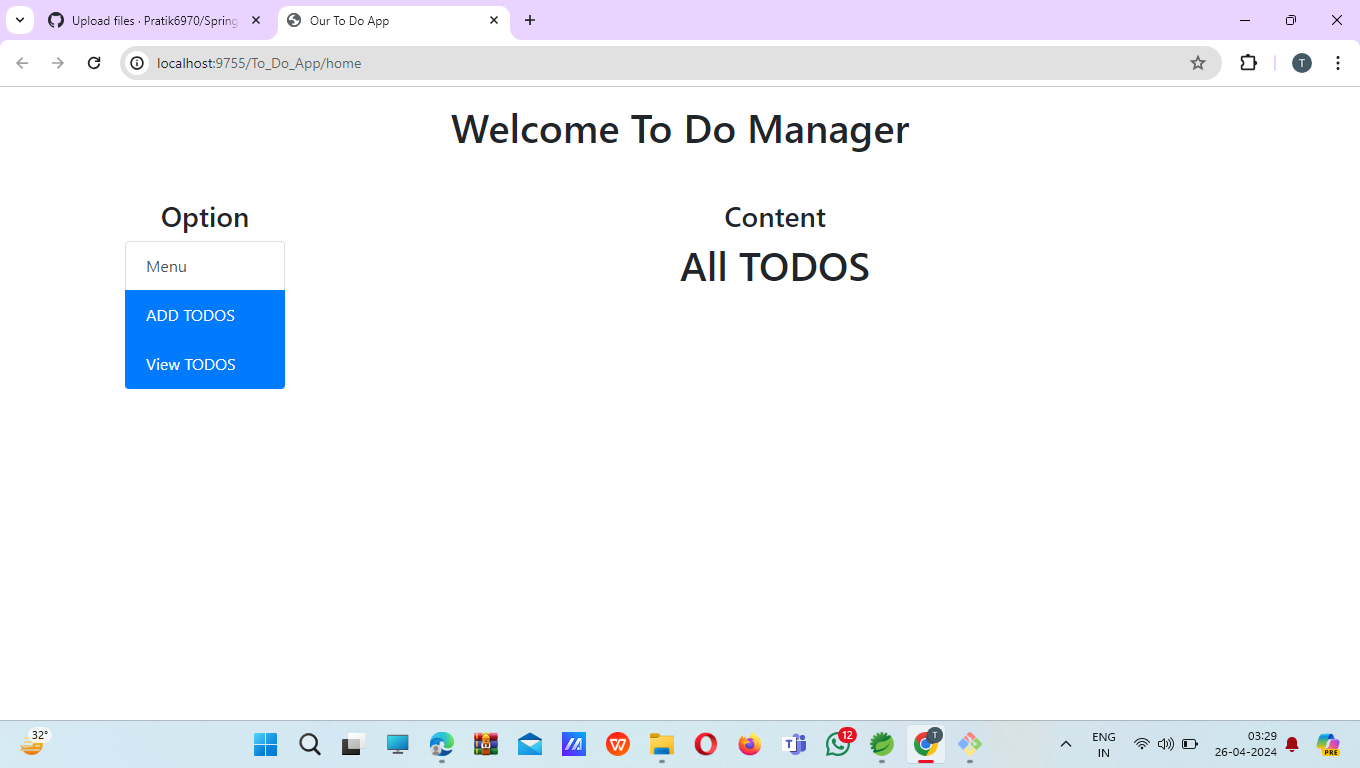 Upload files · Pratik6970/Spring
Our To Do App
localhost:9755/To_Do_App/home
T
Welcome To Do Manager
Option
Content
Menu
All TODOS
ADD TODOS
View TODOS
32°
12
T
ENG
IN
03:29
26-04-2024
PRE